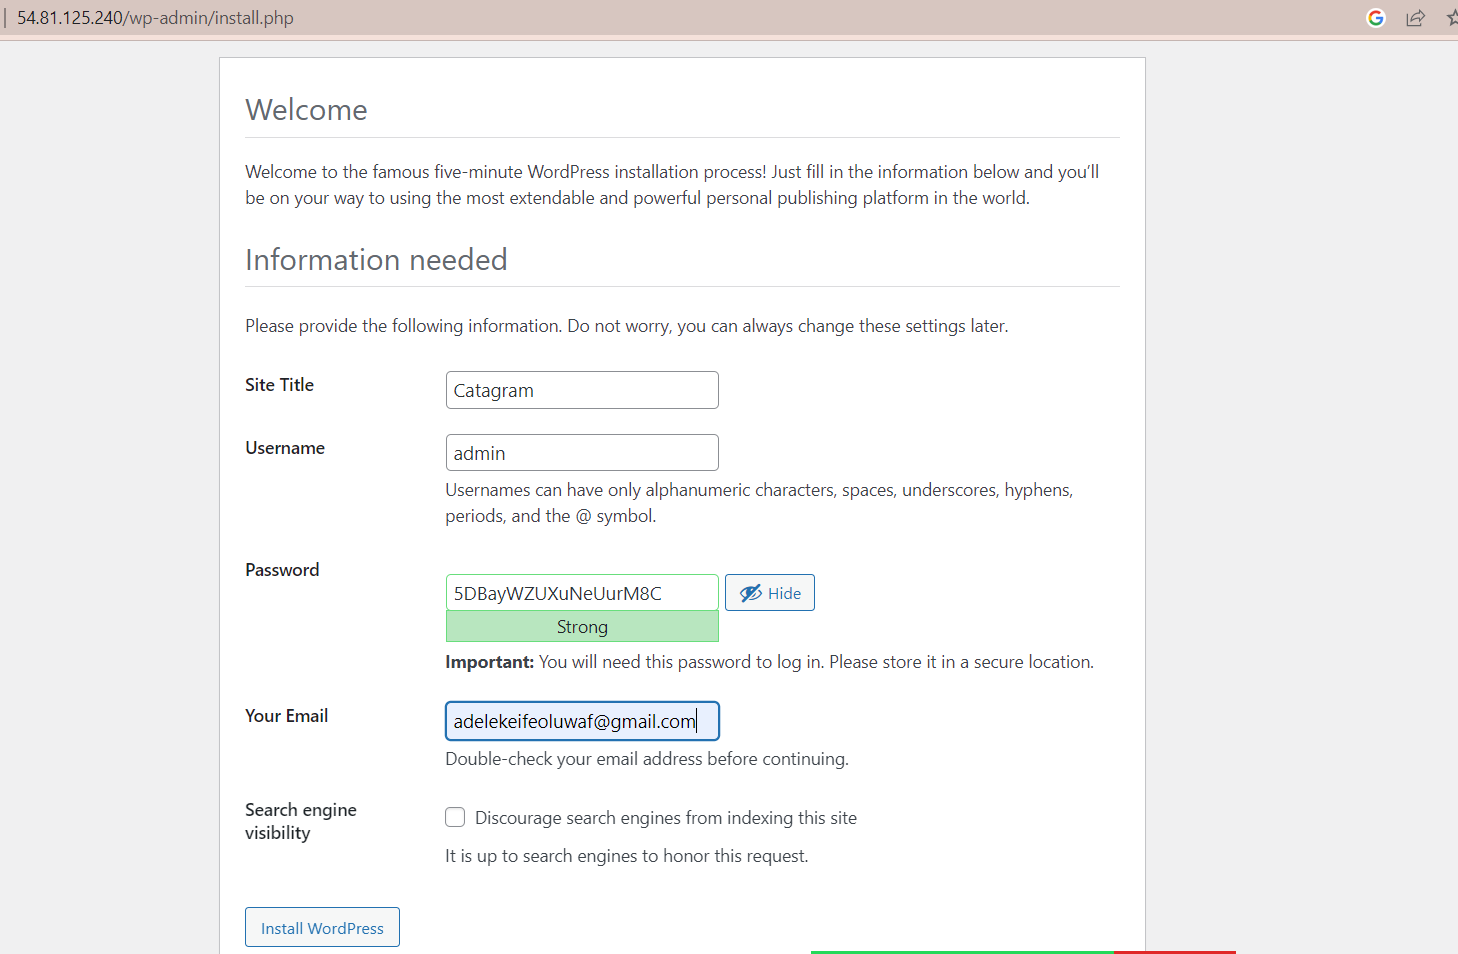 54.81.125.240/wp-admin/install.php
Welcome
Welcome to the famous five-minute WordPress installation process! Just fill in the information below and you’ll
be on your way to using the most extendable and powerful personal publishing platform in the world.
Information needed
Please provide the following information. Do not worry, you can always change these settings later.
Site Title
Catagram
Username
admin
Usernames can have only alphanumeric characters, spaces, underscores, hyphens,
periods, and the @ symbol.
Password
5DBayWZUXuNeUurM8C
Hide
Strong
Important: You will need this password to log in. Please store it in a secure location.
Your Email
adelekeifeoluwaf@gmail.com
Double-check your email address before continuing.
Search engine
visibility
Discourage search engines from indexing this site
It is up to search engines to honor this request.
Install WordPress